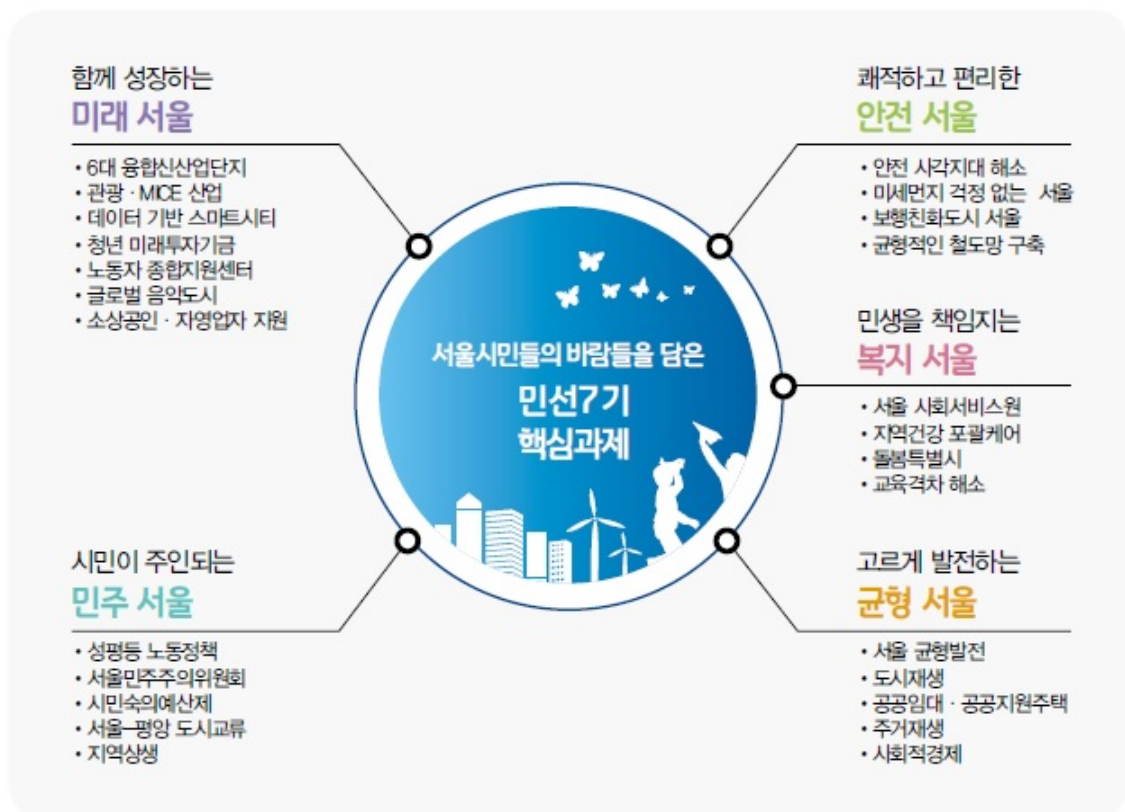 함께 성장하는
미래 서울
• 6대 융합신산업단지
• 관광 · MICE 산업
• 데이터 기반 스마트시티
• 청년 미래투자기금
• 노동자 종합지원센터
• 글로벌 음악도시
• 소상공인 · 자영업자 지원
쾌적하고 편리한
안전 서울
• 안전 사각지대 해소
• 미세먼지 걱정 없는 서울
• 보행친화도시 서울
• 균형적인 철도망 구축
민생을 책임지는
복지 서울
• 서울 사회서비스원
• 지역건강 포괄케어
• 돌봄특별시
• 교육격차 해소
서울시민들의 바람들을 담은
민선7기
핵심과제
시민이 주인되는
민주 서울
• 성평등 노동정책
• 서울민주주의위원회
• 시민숙의예산제
• 서울–평양 도시교류
• 지역상생
고르게 발전하는
균형 서울
• 서울 균형발전
• 도시재생
• 공공임대 · 공공지원주택
• 주거재생
• 사회적경제